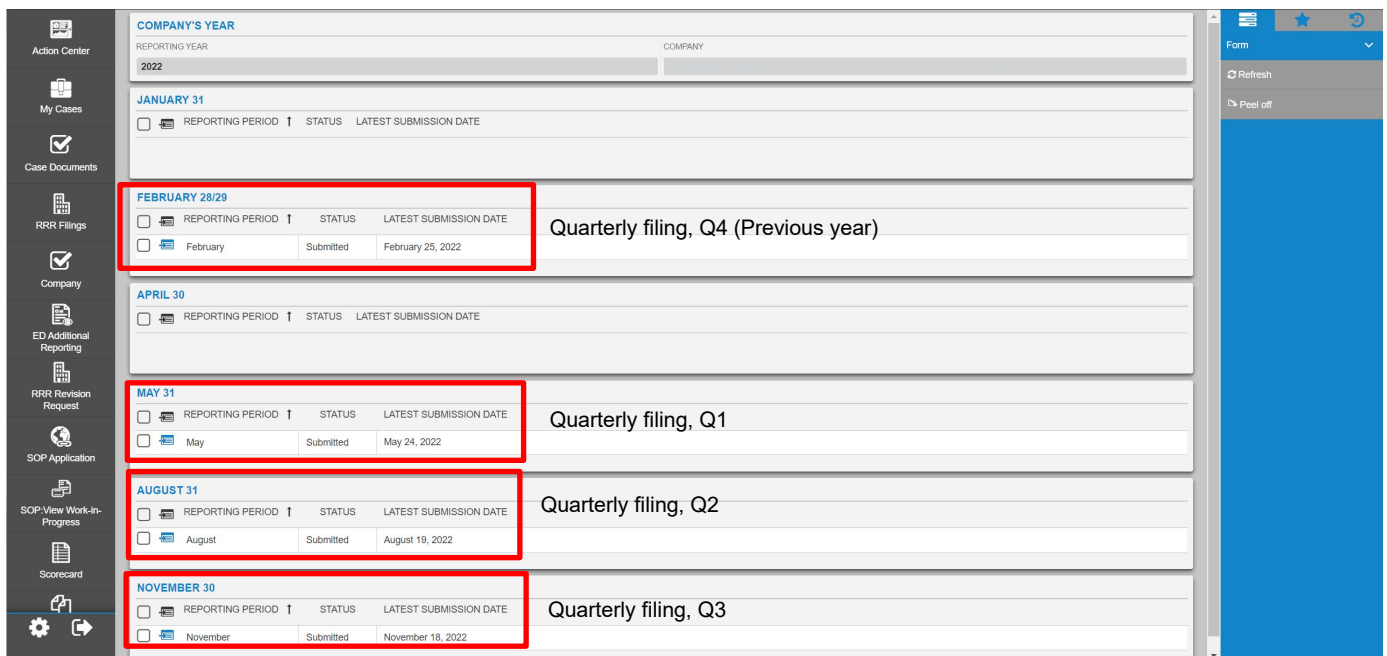 Action Center
My Cases
Case Documents
RRR Filings
Company
ED Additional
Reporting
RRR Revision
Request
SOP Application
SOP:View Work-in-
Progress
Scorecard
COMPANY'S YEAR
REPORTING YEAR COMPANY
2022
JANUARY 31
REPORTING PERIOD ↑ STATUS LATEST SUBMISSION DATE
FEBRUARY 28/29
REPORTING PERIOD ↑ STATUS LATEST SUBMISSION DATE
Quarterly filing, Q4 (Previous year)
February Submitted February 25, 2022
APRIL 30
REPORTING PERIOD ↑ STATUS LATEST SUBMISSION DATE
MAY 31
REPORTING PERIOD ↑ STATUS LATEST SUBMISSION DATE
Quarterly filing, Q1
May Submitted May 24, 2022
AUGUST 31
Quarterly filing, Q2
REPORTING PERIOD ↑ STATUS LATEST SUBMISSION DATE
August Submitted August 19, 2022
NOVEMBER 30
REPORTING PERIOD ↑ STATUS LATEST SUBMISSION DATE
Quarterly filing, Q3
November Submitted November 18, 2022
Form
Refresh
Peel off